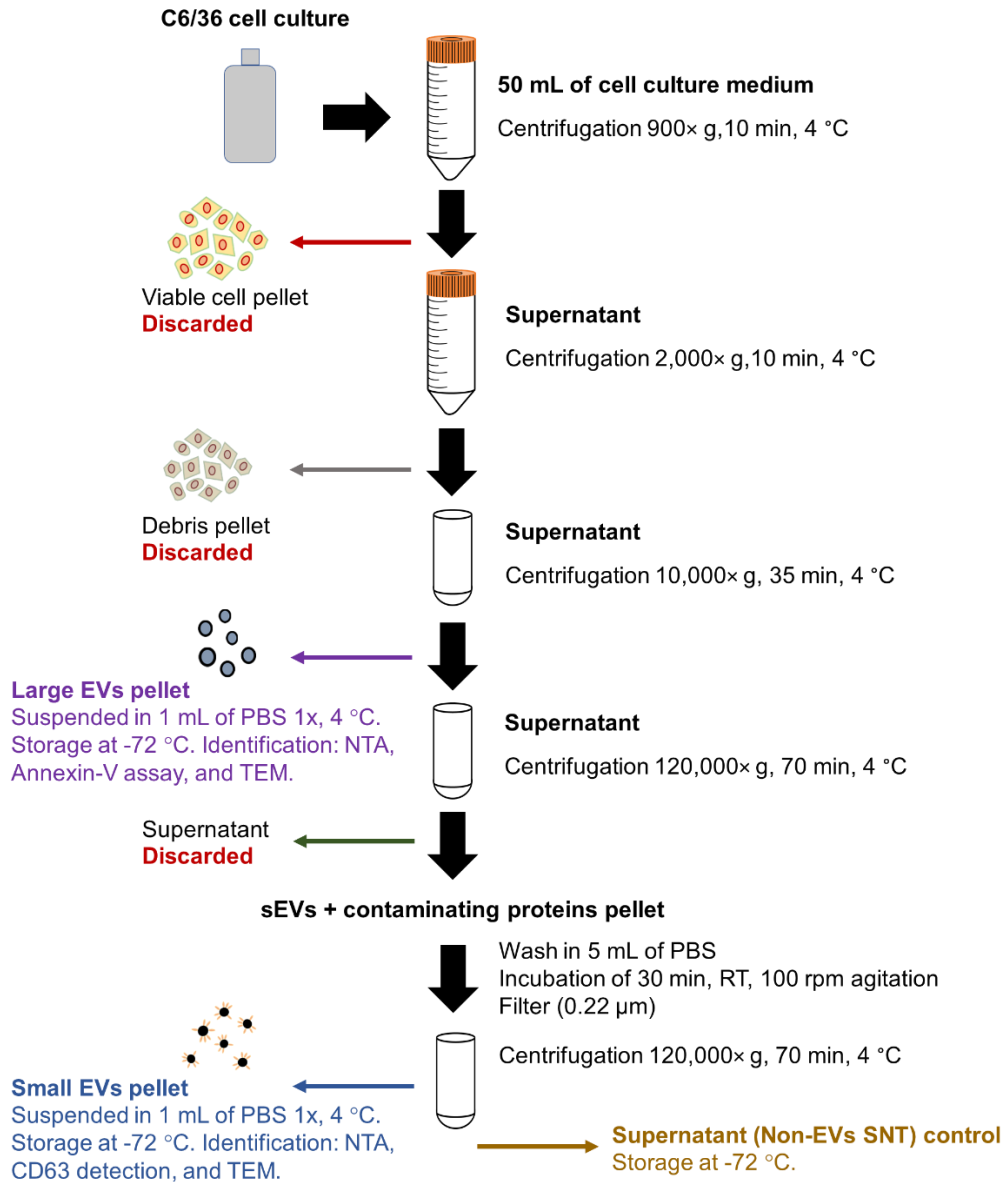 C6/36 cell culture
50 mL of cell culture medium
Centrifugation 900× g,10 min, 4 °C
Viable cell pellet
Discarded
Supernatant
Centrifugation 2,000× g,10 min, 4 °C
Debris pellet
Discarded
Supernatant
Centrifugation 10,000× g, 35 min, 4 °C
Large EVs pellet
Suspended in 1 mL of PBS 1x, 4 °C.
Storage at -72 °C. Identification: NTA,
Annexin-V assay, and TEM.
Supernatant
Centrifugation 120,000× g, 70 min, 4 °C
Supernatant
Discarded
sEVs + contaminating proteins pellet
Wash in 5 mL of PBS
Incubation of 30 min, RT, 100 rpm agitation
Filter (0.22 µm)
Centrifugation 120,000× g, 70 min, 4 °C
Small EVs pellet
Suspended in 1 mL of PBS 1x, 4 °C.
Storage at -72 °C. Identification: NTA,
CD63 detection, and TEM.
Supernatant (Non-EVs SNT) control
Storage at -72 °C.